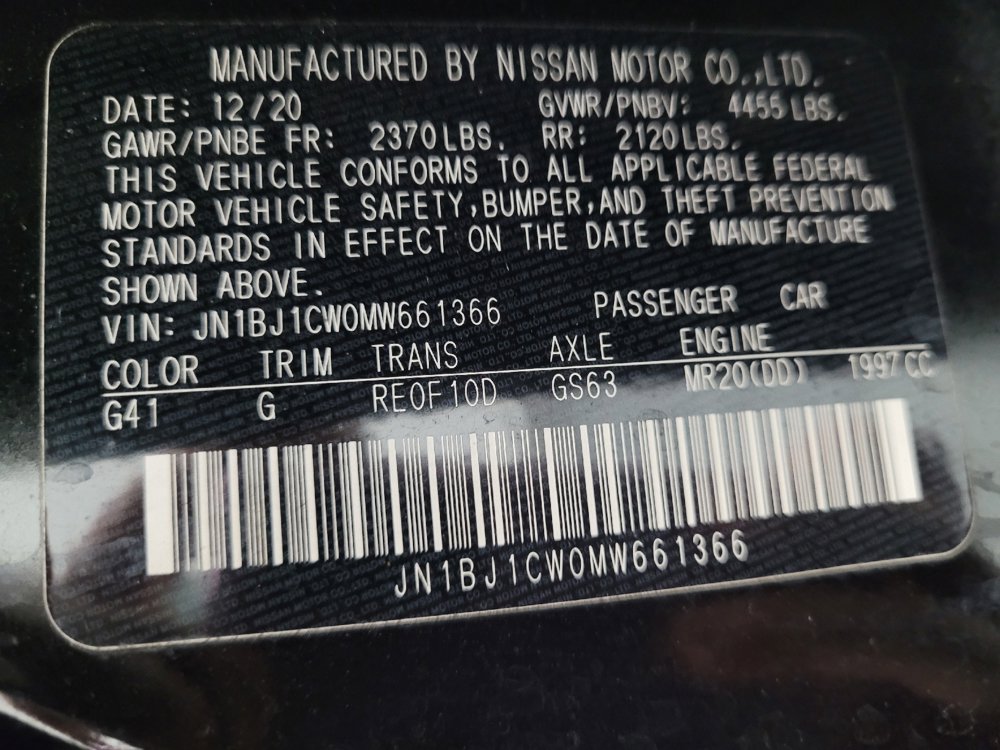 MANUFACTURED BY NISSAN MOTOR CO.,LTD.
DATE: 12/20 GVWR/PNBV: 4455 LBS.
GAWR/PNBE FR: 2370 LBS. RR: 2120 LBS.
THIS VEHICLE CONFORMS TO ALL APPLICABLE FEDERAL
MOTOR VEHICLE SAFETY,BUMPER,AND THEFT PREVENTION
STANDARDS IN EFFECT ON THE DATE OF MANUFACTURE
SHOWN ABOVE.
VIN: JN1BJ1CW0MW661366 PASSENGER CAR
COLOR TRIM TRANS AXLE ENGINE
G41 G RE0F10D GS63 MR20(DD) 1997CC
JN1BJ1CW0MW661366